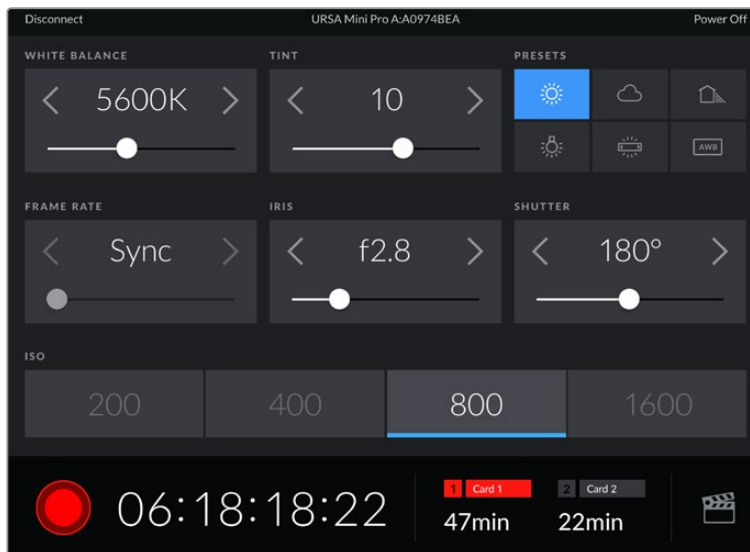 Disconnect URSA Mini Pro A:A0974BEA Power Off
WHITE BALANCE TINT PRESETS
5600K 10
AWB
FRAME RATE IRIS SHUTTER
Sync f2.8 180°
ISO
200 400 800 1600
06:18:18:22
1 Card 1 2 Card 2
47min 22min